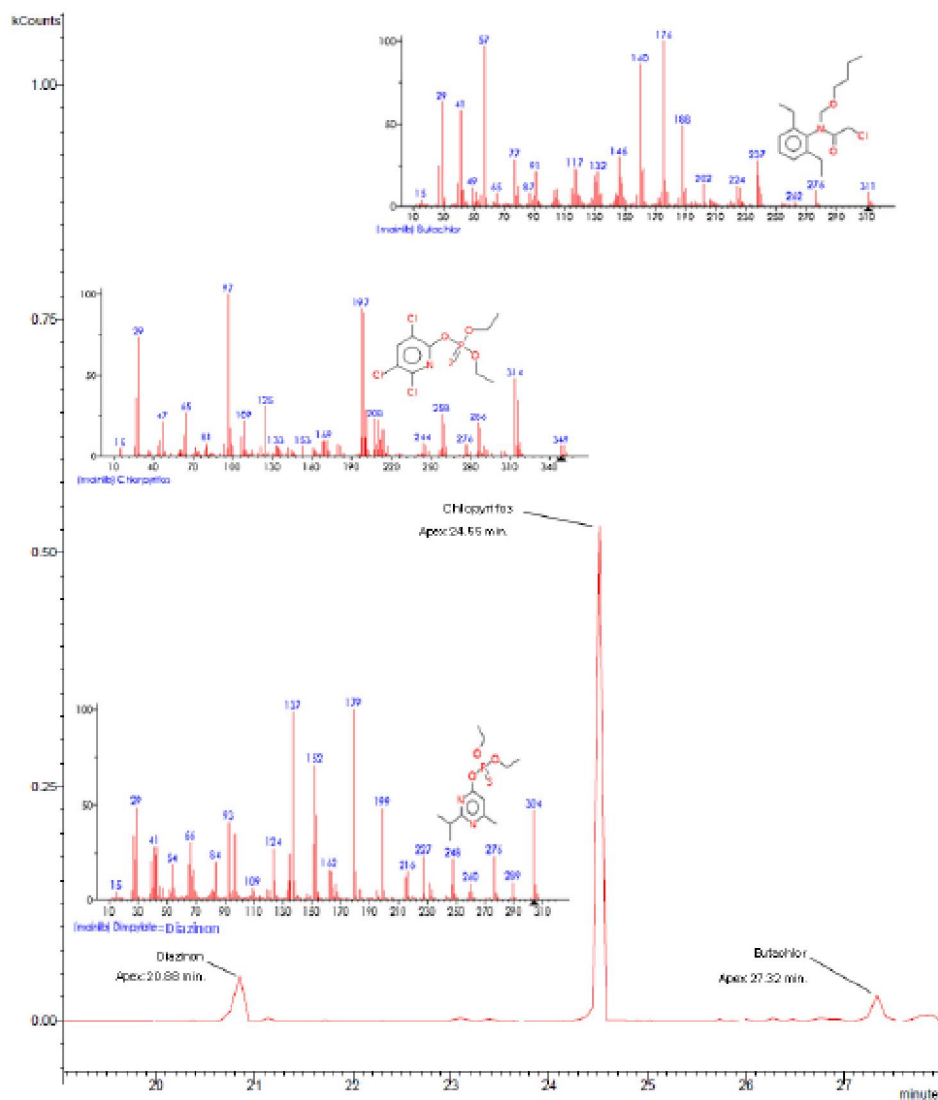 kCounts
1.00
0.75
0.50
0.25
0.00
100
50
0
57
176
160
29
41
188
77
146
237
91
117
132
49
65
87
202
224
15
262
276
311
10 30 50 70 90 110 130 150 170 190 210 230 250 270 290 310
N
O
O
Cl
(mainlib) Butachlor
100
50
0
97
197
29
314
125
65
47
109
258
208
286
15
81
133
153
169
244
276
349
10 40 70 100 130 160 190 220 250 280 310 340
Cl
Cl
Cl
N
O
P
O
O
(mainlib) Chlorpyrifos
Chlopyrifos
Apex: 24.55 min.
100
50
0
137
179
152
29
199
304
93
41
66
124
54
84
227
276
162
216
248
15
109
260
289
10 30 50 70 90 110 130 150 170 190 210 230 250 270 290 310
O
O
P
S
O
N
N
(mainlib) Dimpylate = Diazinon
Diazinon
Apex: 20.88 min.
Butachlor
Apex: 27.32 min.
20 21 22 23 24 25 26 27
minute